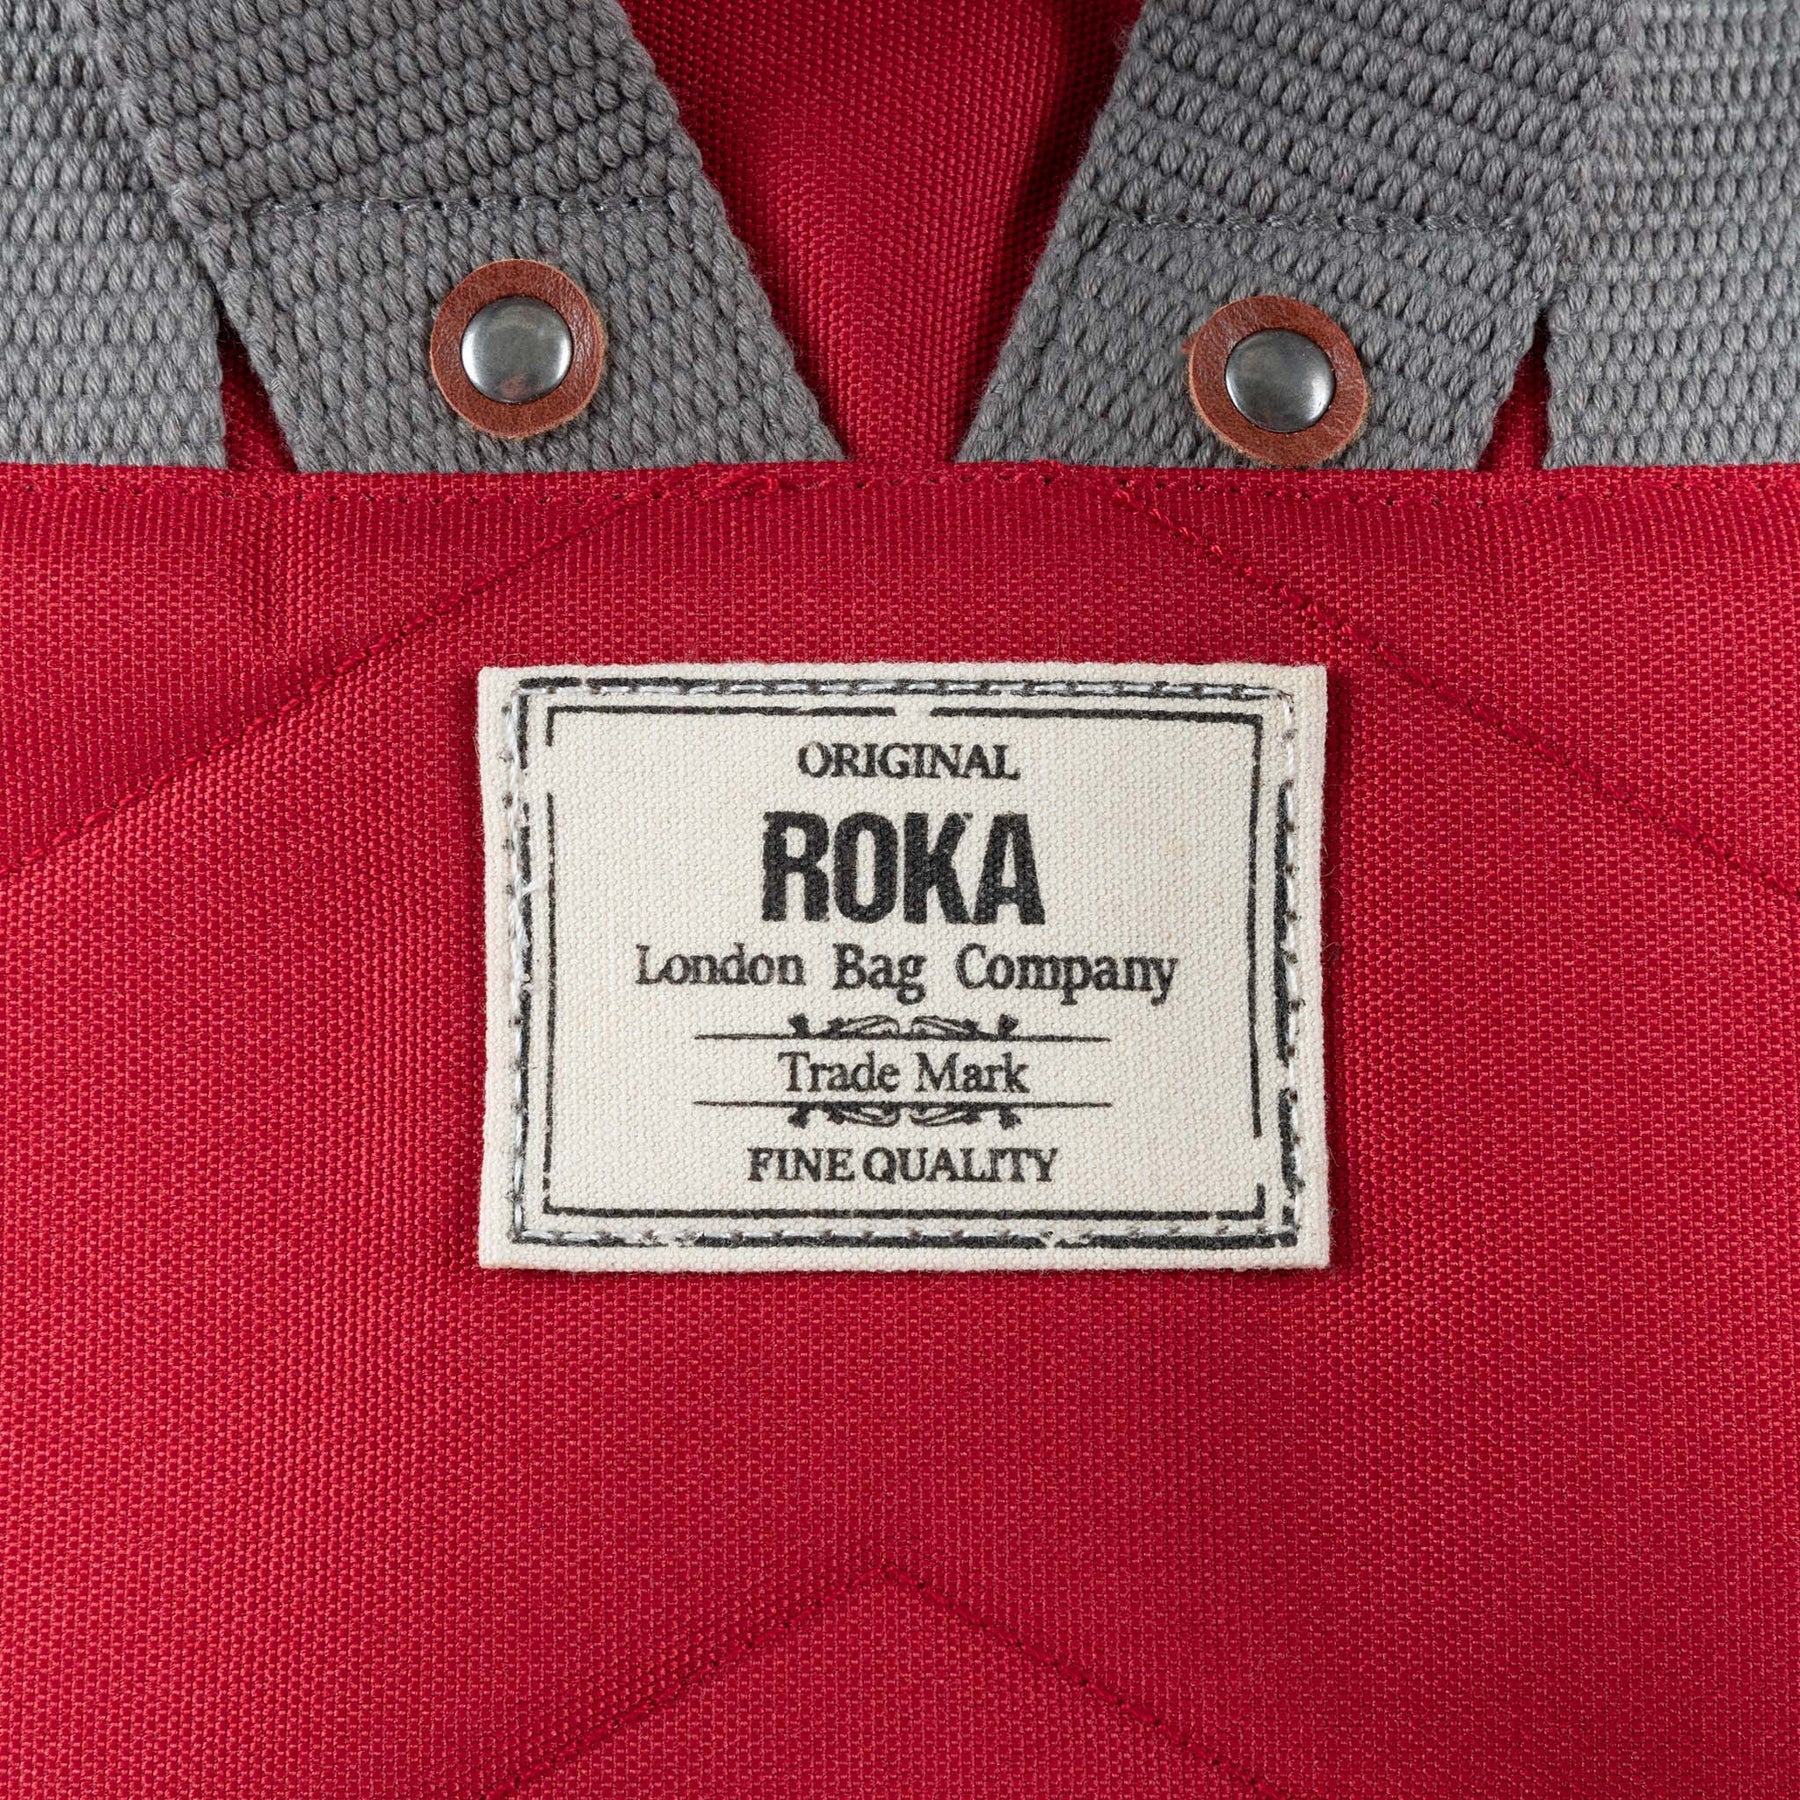 ORIGINAL
ROKA
London Bag Company
Trade Mark
FINE QUALITY